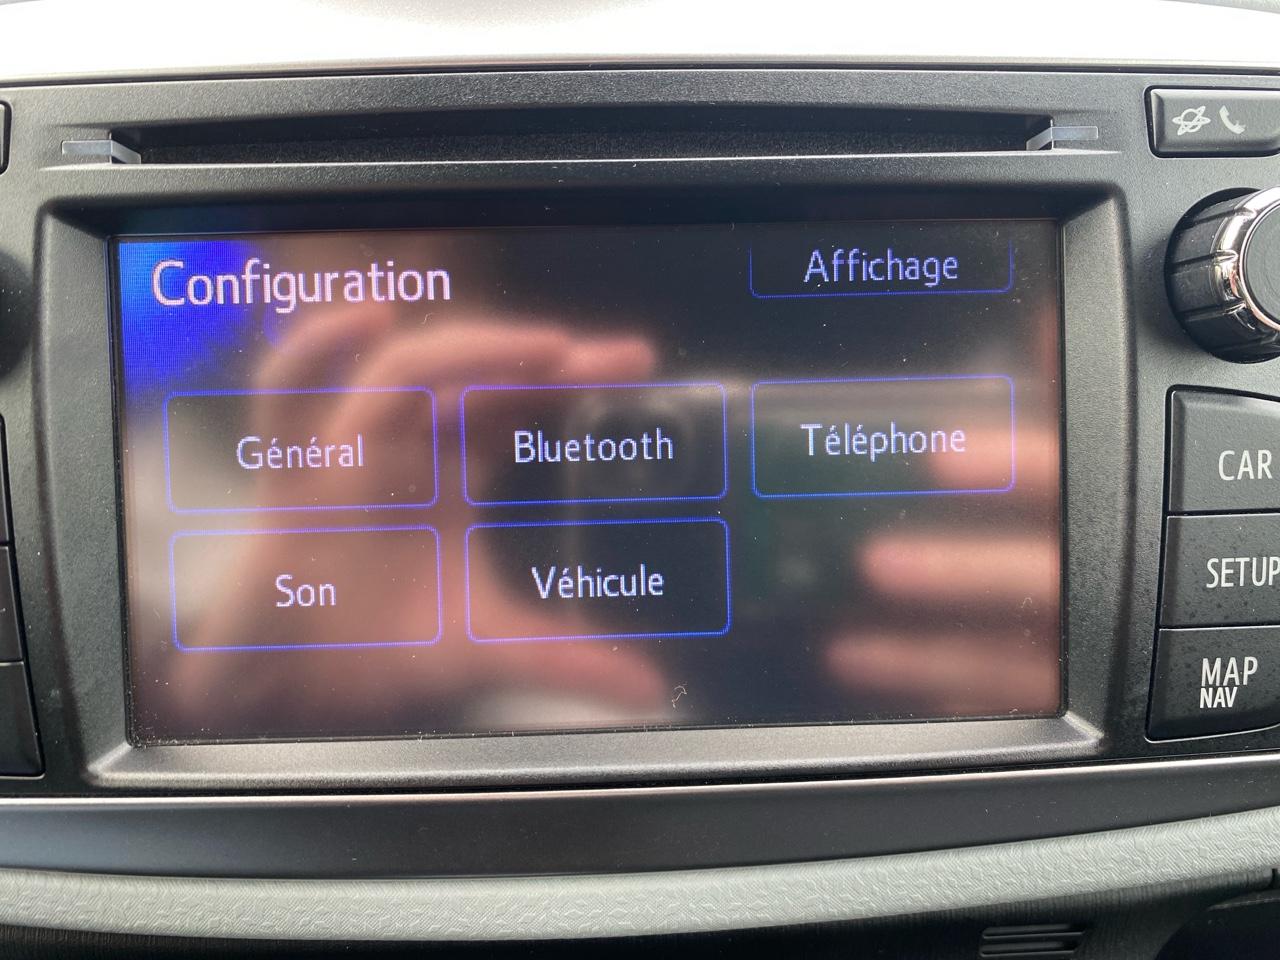 Configuration
Affichage
Général
Bluetooth
Téléphone
Son
Véhicule
CAR
SETUP
MAP
NAV